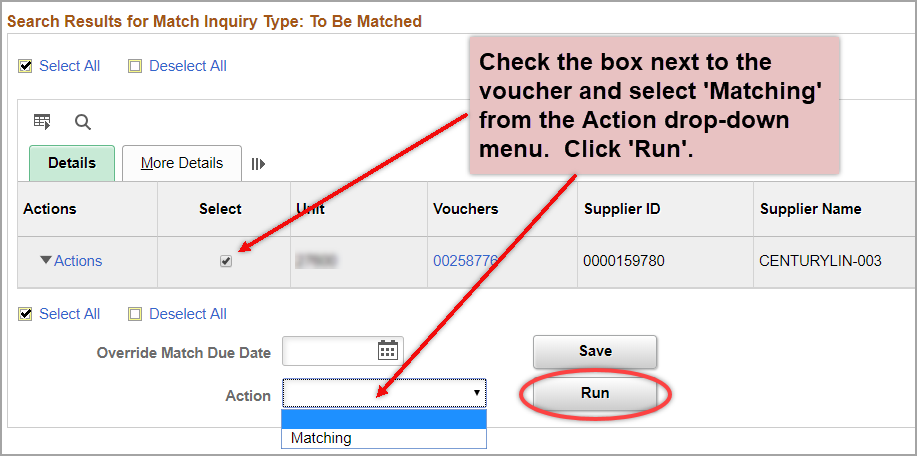 Search Results for Match Inquiry Type: To Be Matched
Select All Deselect All
Check the box next to the
voucher and select 'Matching'
from the Action drop-down
menu.  Click 'Run'.
Details More Details
Actions Select Unit Vouchers Supplier ID Supplier Name
Actions 00258776 0000159780 CENTURYLIN-003
Select All Deselect All
Override Match Due Date Save
Action Run
Matching